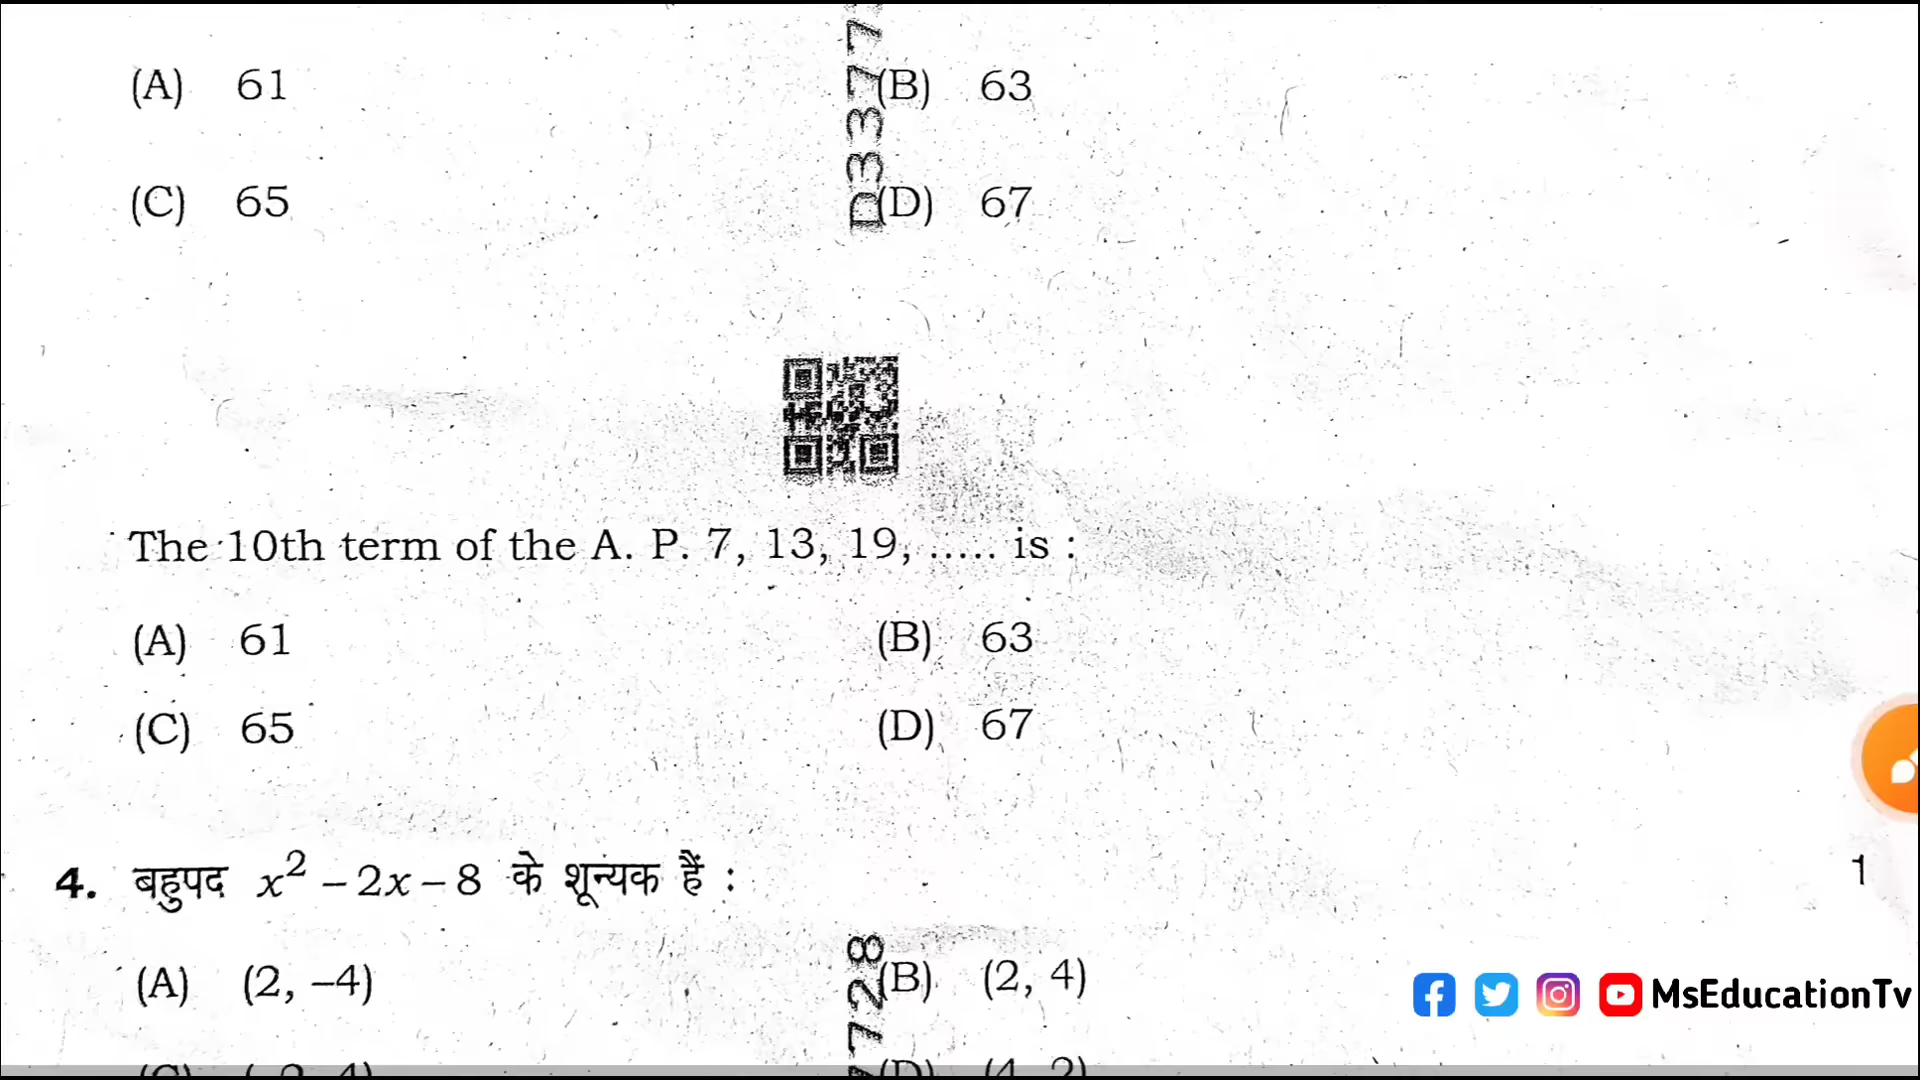 (A) 61 (B) 63
(C) 65 (D) 67
The 10th term of the A. P. 7, 13, 19, ..... is :
(A) 61 (B) 63
(C) 65 (D) 67
4. बहुपद x² – 2x – 8 के शून्यक हैं : 1
(A) (2, –4) (B) (2, 4)
MsEducationTv